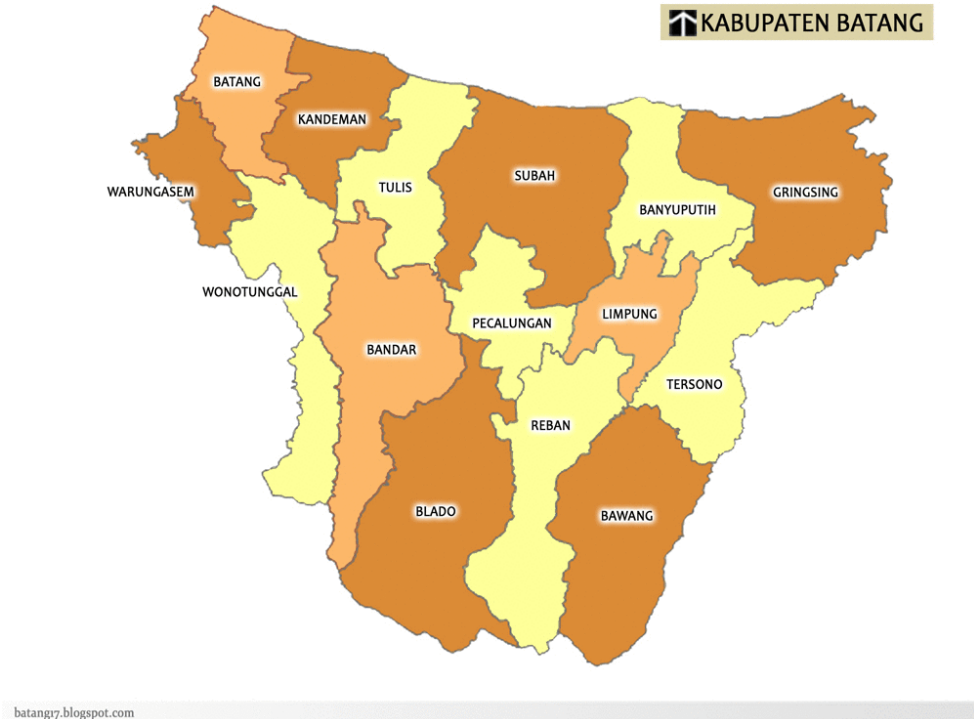 KABUPATEN BATANG
BATANG
KANDEMAN
WARUNGASEM
TULIS
SUBAH
BANYUPUTIH
GRINGSING
WONOTUNGGAL
PECALUNGAN
LIMPUNG
BANDAR
TERSONO
REBAN
BLADO
BAWANG
batang17.blogspot.com